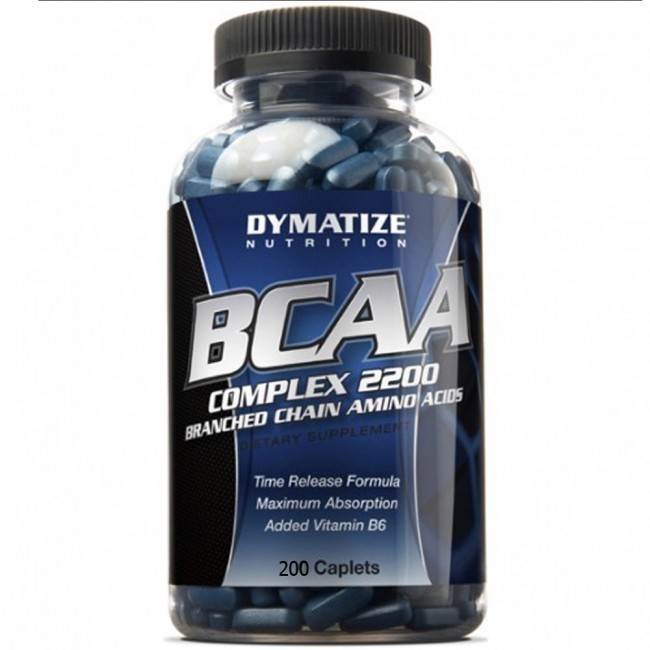 DYMATIZE®
NUTRITION
BCAA
COMPLEX 2200
BRANCHED CHAIN AMINO ACIDS
DIETARY SUPPLEMENT
Time Release Formula
Maximum Absorption
Added Vitamin B6
200 Caplets